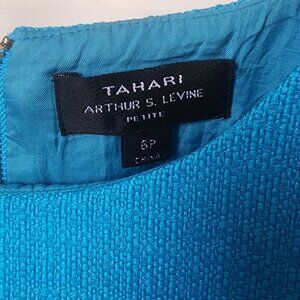 TAHARI
ARTHUR S. LEVINE
PETITE
6P
CHINA